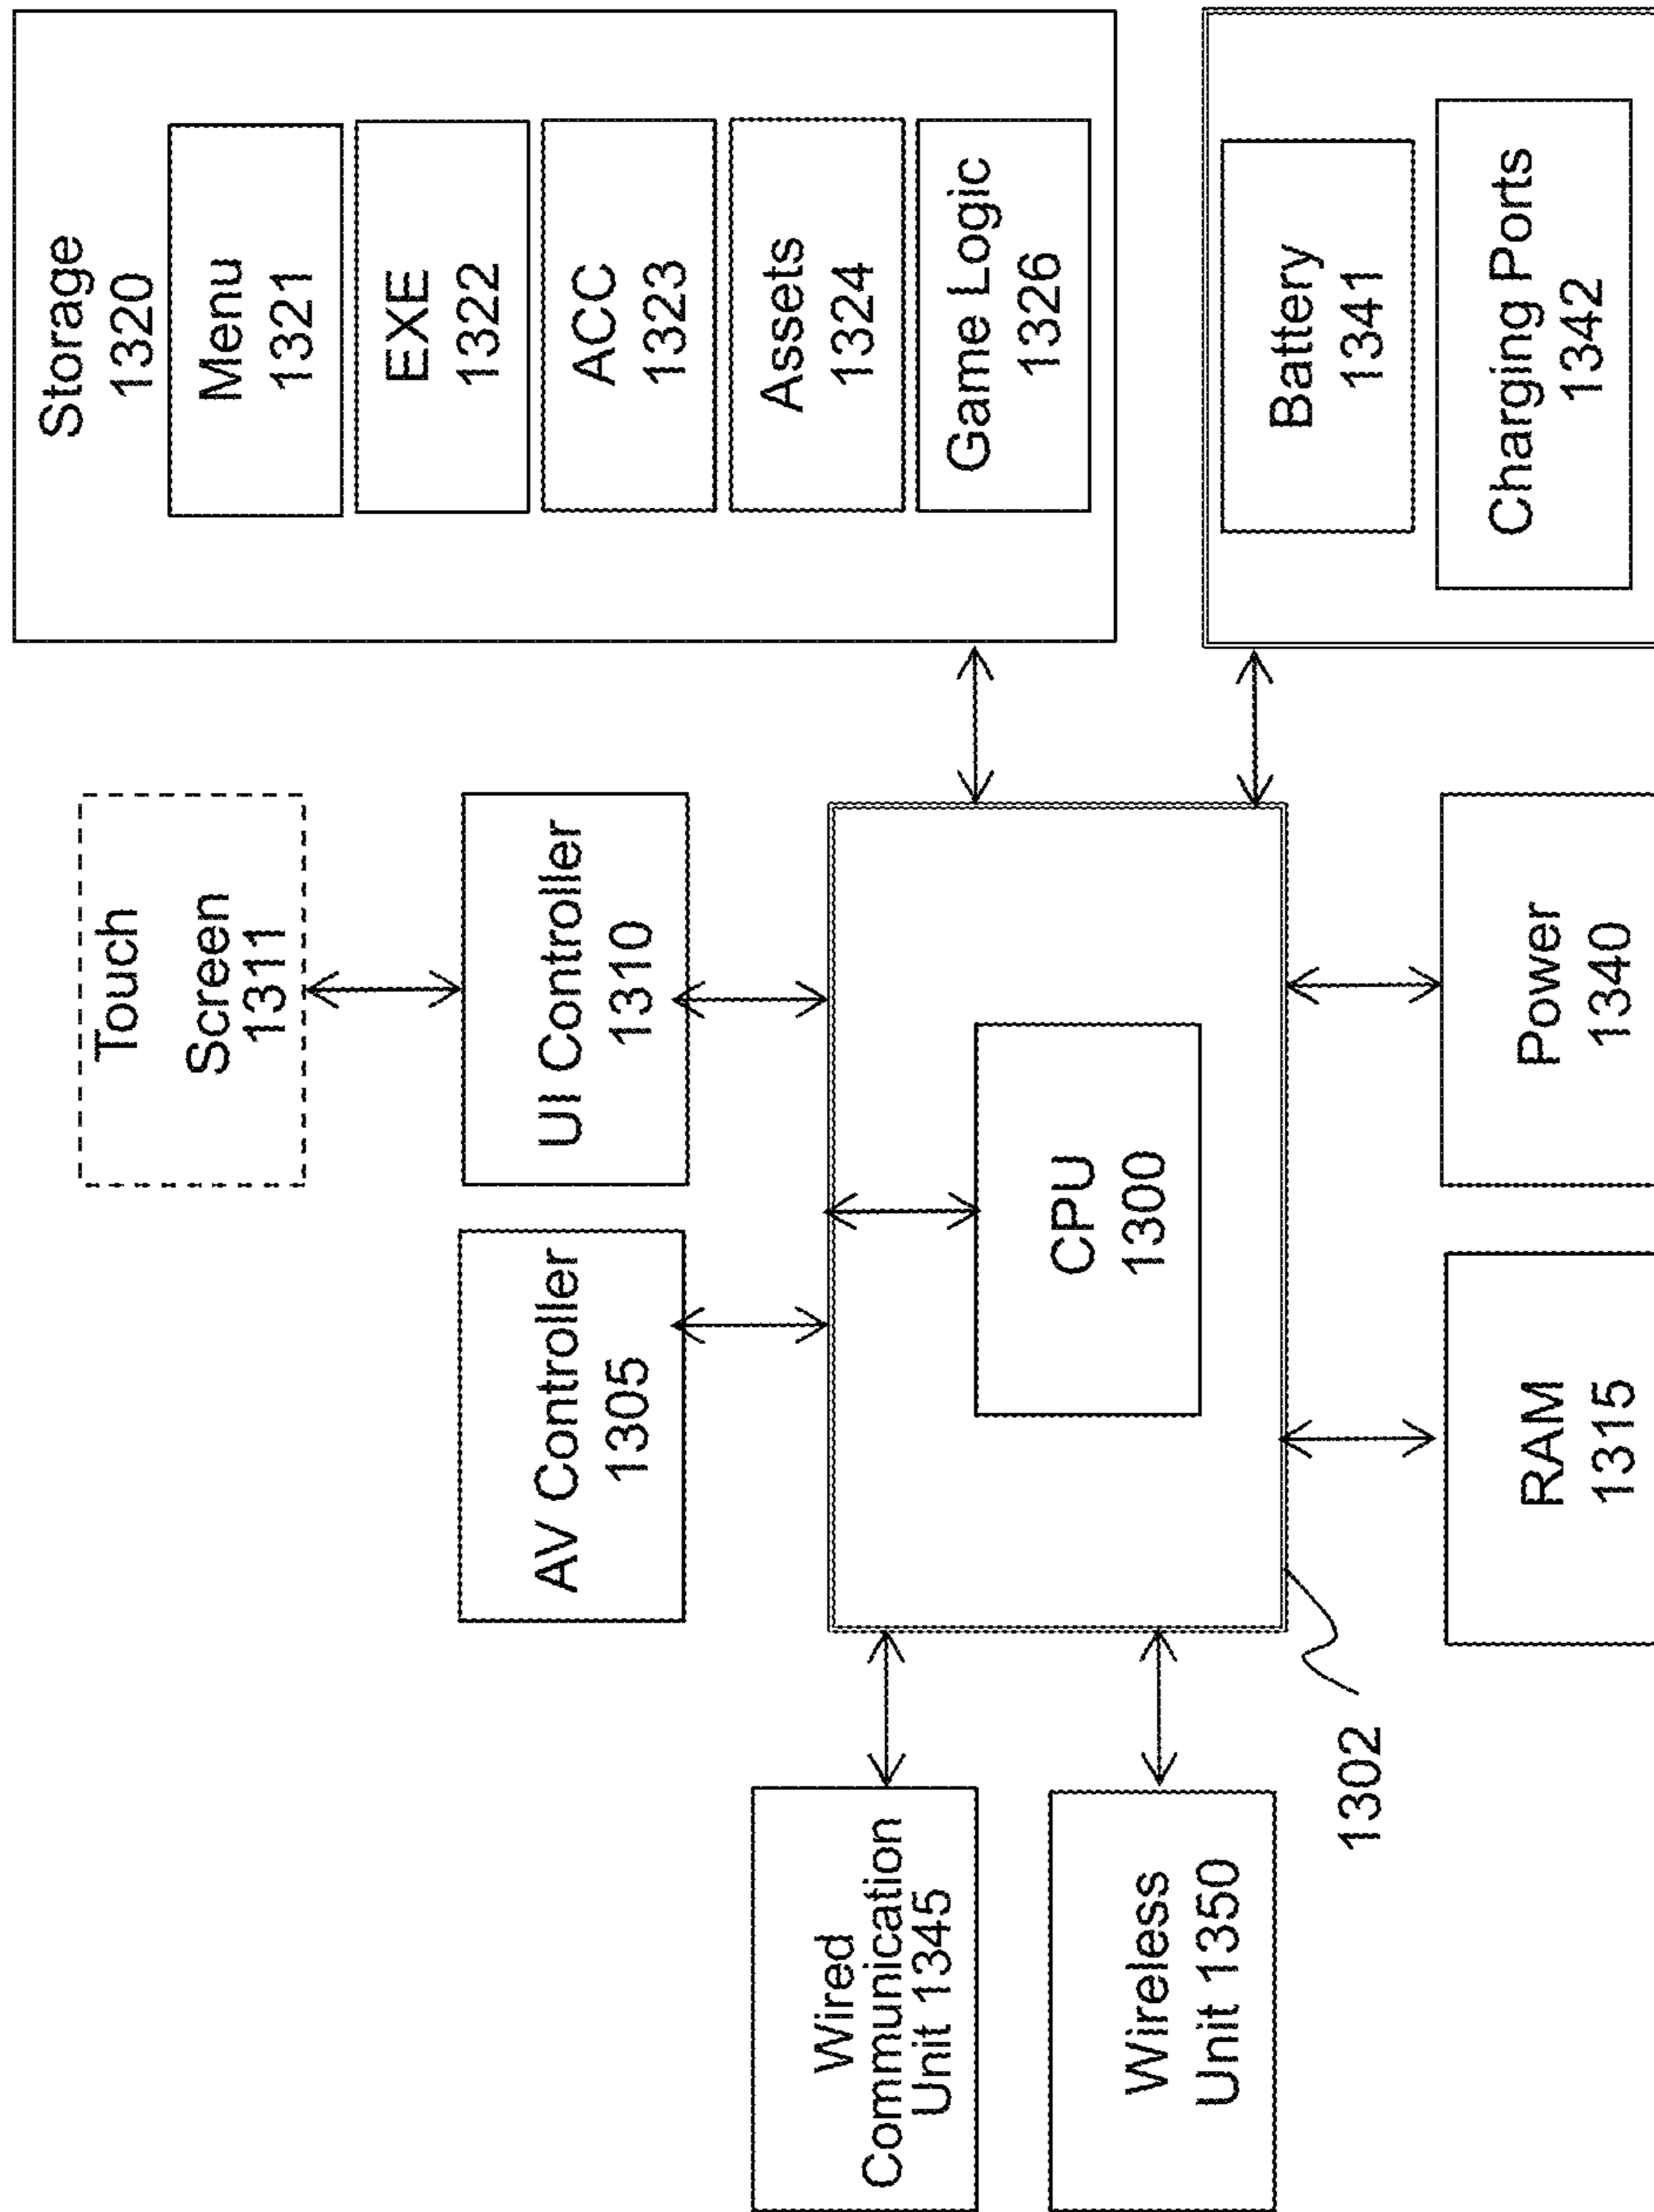 Storage
1320
Menu
1321
EXE
1322
ACC
1323
Assets
1324
Game Logic
1326
Battery
1341
Charging Ports
1342
Touch
Screen
1311
UI Controller
1310
AV Controller
1305
CPU
1300
Power
1340
RAM
1315
Wired
Communication
Unit 1345
Wireless
Unit 1350
1302